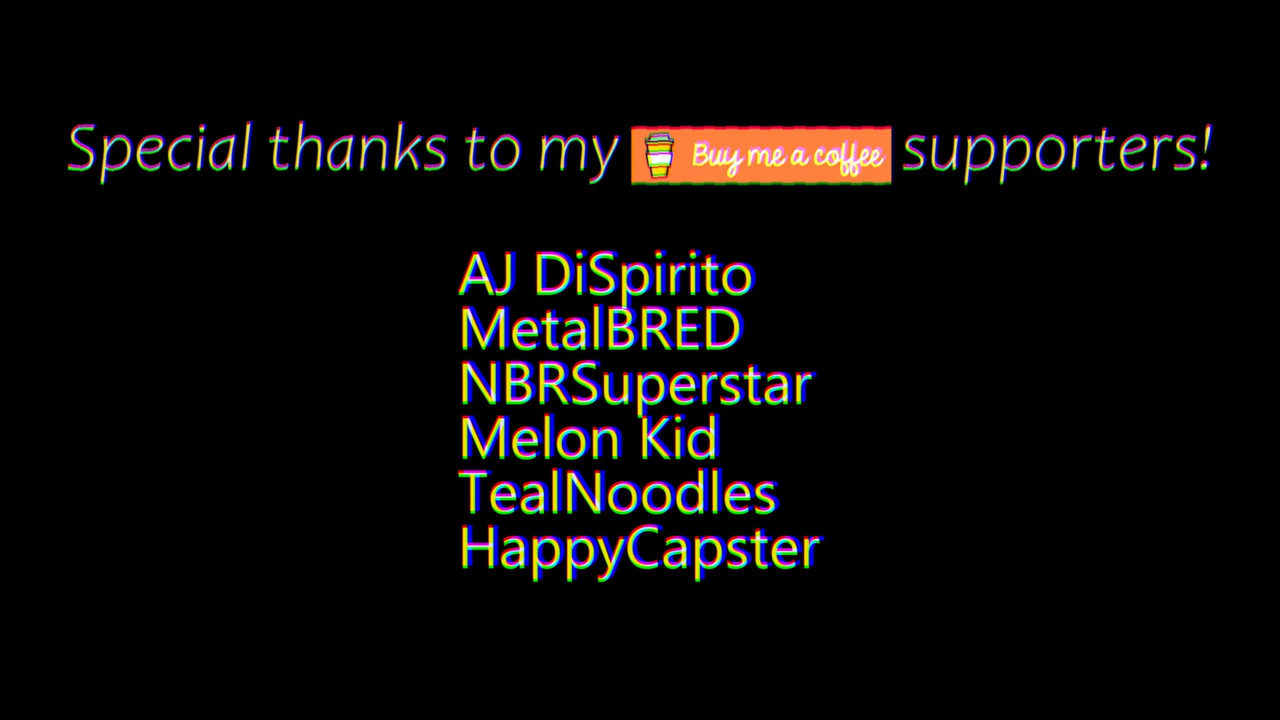 Special thanks to my Buy me a coffee supporters!
AJ DiSpirito
MetalBRED
NBRSuperstar
Melon Kid
TealNoodles
HappyCapster